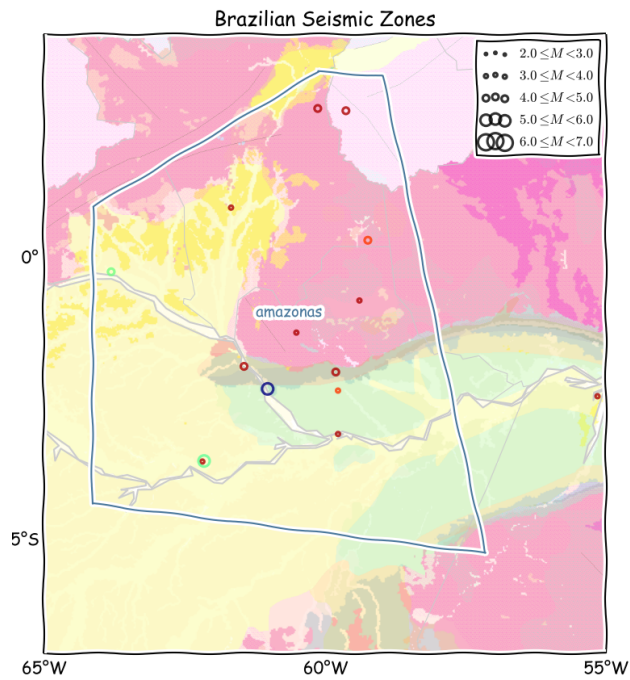 Brazilian Seismic Zones
2.0 ≤M <3.0
3.0 ≤M <4.0
4.0 ≤M <5.0
5.0 ≤M <6.0
6.0 ≤M <7.0
0°
amazonas
5°S
65°W
60°W
55°W